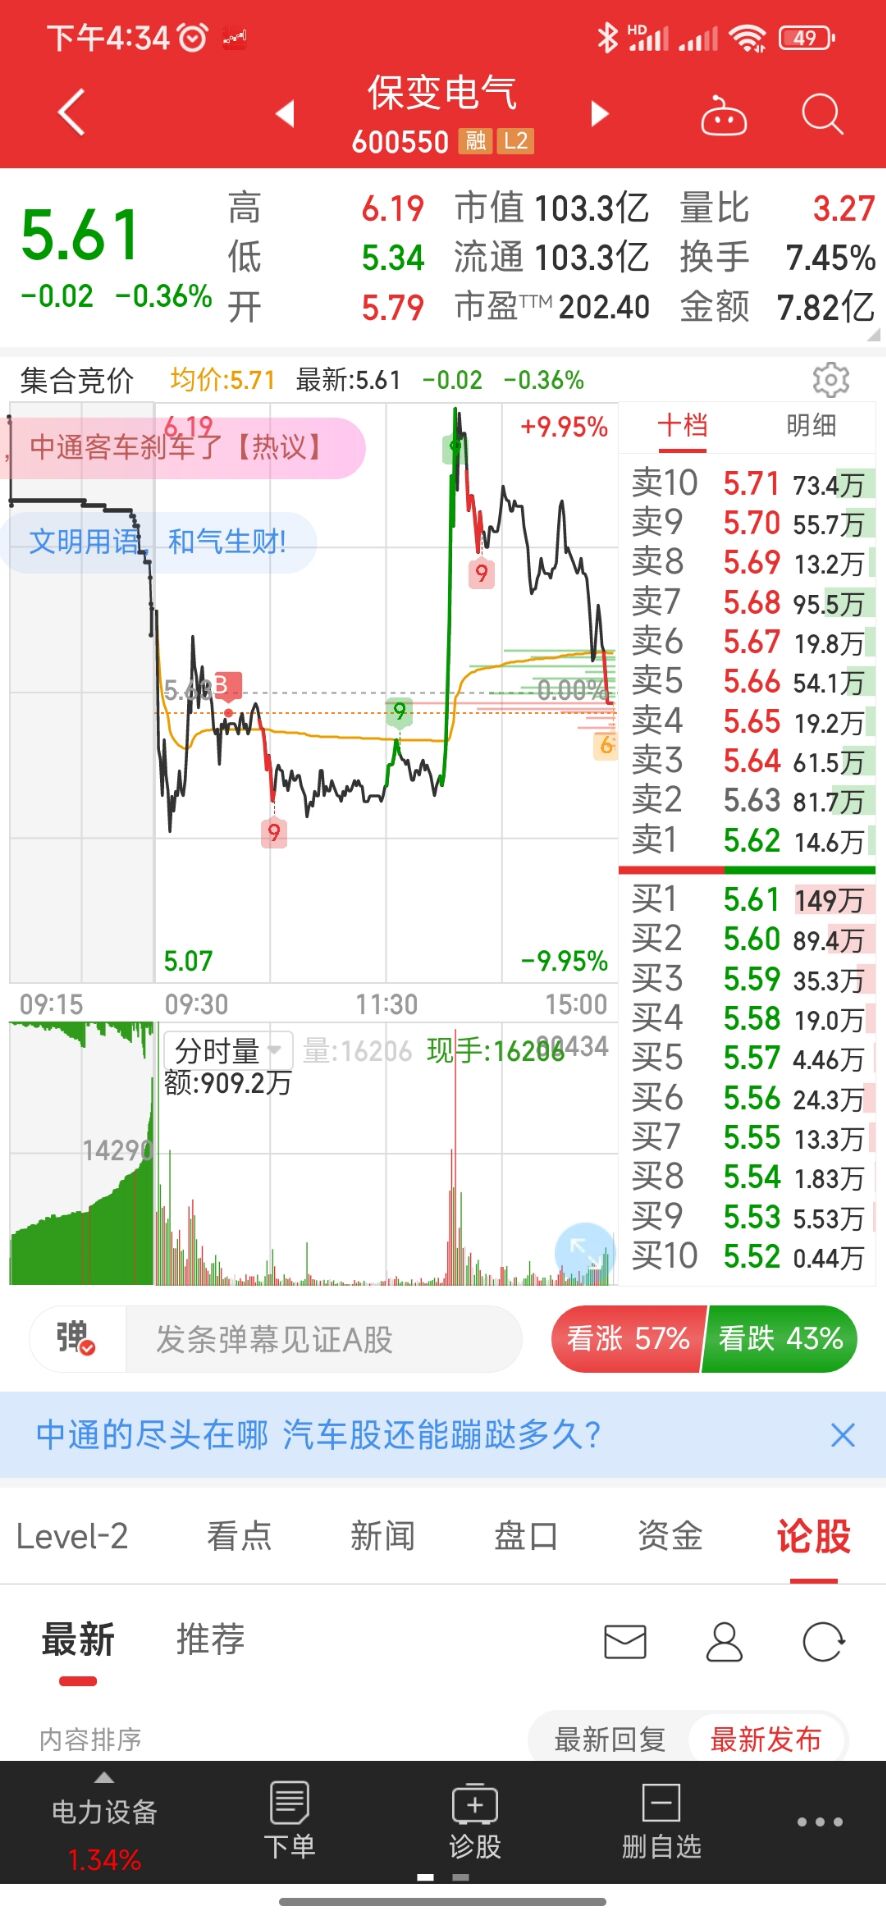 下午4:34
HD
49
保变电气
600550 融 L2
5.61
-0.02 -0.36%
高 6.19 市值 103.3亿 量比 3.27
低 5.34 流通 103.3亿 换手 7.45%
开 5.79 市盈TTM 202.40 金额 7.82亿
集合竞价 均价:5.71 最新:5.61 -0.02 -0.36%
6.19 +9.95%
中通客车刹车了【热议】
文明用语，和气生财!
9
9
5.63 B 0.00%
9
6
9
5.07 -9.95%
09:15 09:30 11:30 15:00
分时量 量:16206 现手:16206
额:909.2万
14290
十档 明细
卖10 5.71 73.4万
卖9 5.70 55.7万
卖8 5.69 13.2万
卖7 5.68 95.5万
卖6 5.67 19.8万
卖5 5.66 54.1万
卖4 5.65 19.2万
卖3 5.64 61.5万
卖2 5.63 81.7万
卖1 5.62 14.6万
买1 5.61 149万
买2 5.60 89.4万
买3 5.59 35.3万
买4 5.58 19.0万
买5 5.57 4.46万
买6 5.56 24.3万
买7 5.55 13.3万
买8 5.54 1.83万
买9 5.53 5.53万
买10 5.52 0.44万
弹 发条弹幕见证A股 看涨 57% 看跌 43%
中通的尽头在哪 汽车股还能蹦跶多久?
Level-2 看点 新闻 盘口 资金 论股
最新 推荐
内容排序 最新回复 最新发布
电力设备
1.34%
下单
诊股
删自选